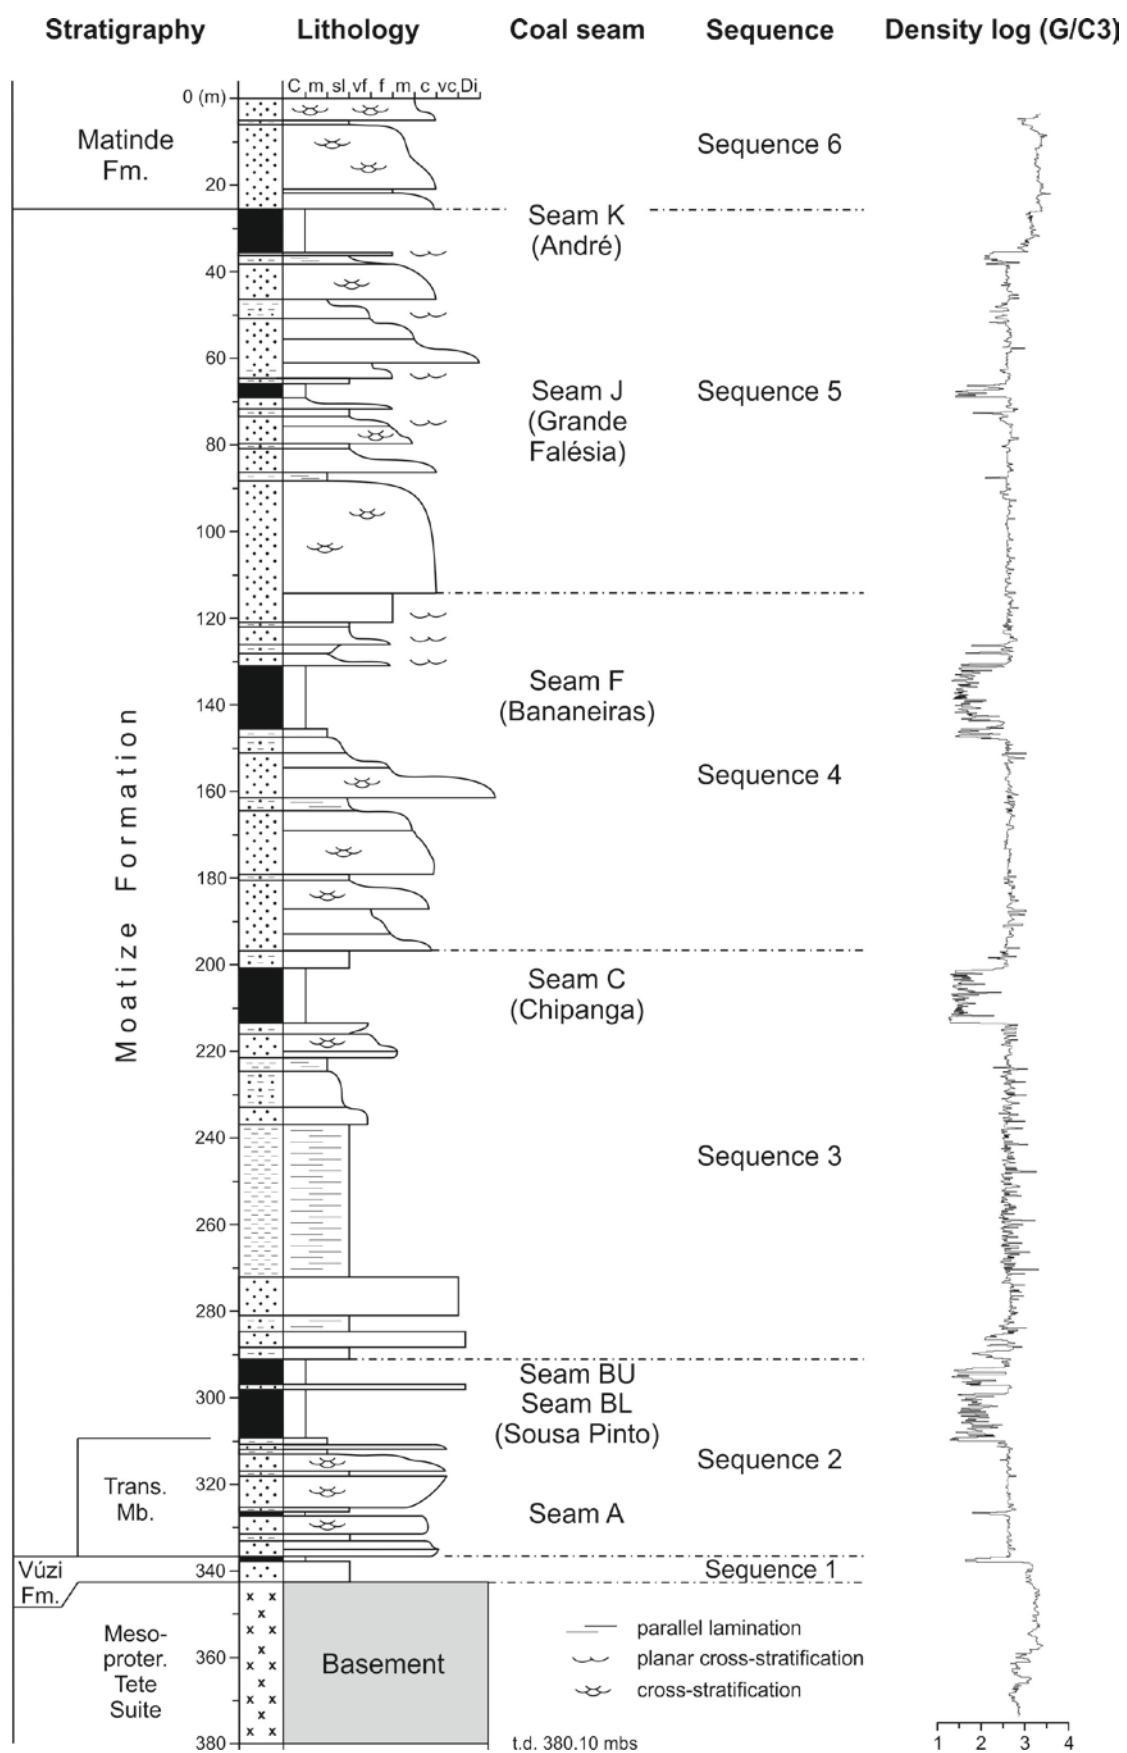 Stratigraphy Lithology Coal seam Sequence Density log (G/C3)
C m sl vf f m c vc Di
0 (m)
Matinde
Fm.
Sequence 6
20
Seam K
(André)
40
60
Seam J
(Grande
Falésia)
Sequence 5
80
100
120
Seam F
(Bananeiras)
140
Sequence 4
160
180
Moatize Formation
200
Seam C
(Chipanga)
220
240
Sequence 3
260
280
Seam BU
300
Seam BL
(Sousa Pinto)
Sequence 2
320
Trans.
Mb.
Seam A
Vúzi
Fm.
340
Sequence 1
Meso-
proter.
Tete
Suite
360
Basement
parallel lamination
planar cross-stratification
cross-stratification
380
t.d. 380.10 mbs
1 2 3 4